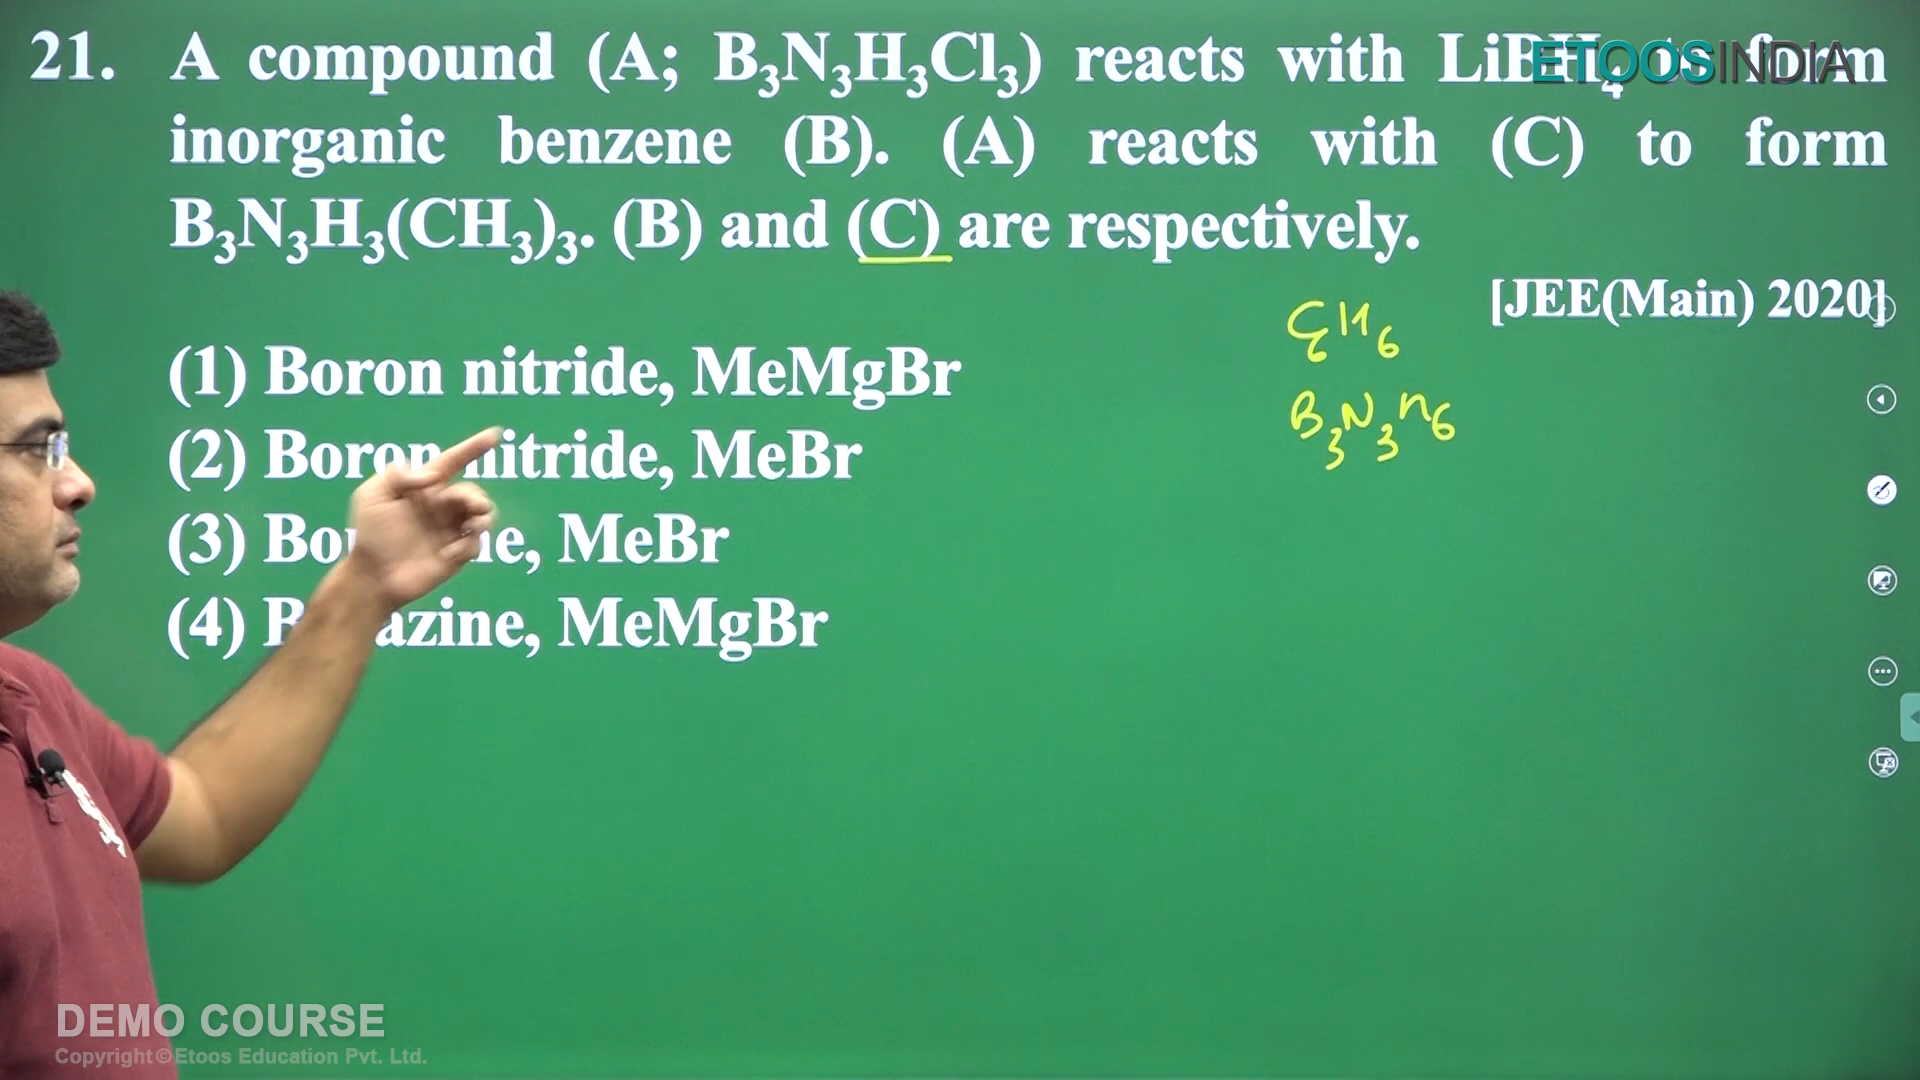 21. A compound (A; B₃N₃H₃Cl₃) reacts with LiBH₄ to form
ETOOSINDIA
inorganic benzene (B). (A) reacts with (C) to form
B₃N₃H₃(CH₃)₃. (B) and (C) are respectively.
[JEE(Main) 2020]
C₆H₆
B₃N₃H₆
(1) Boron nitride, MeMgBr
(2) Boron nitride, MeBr
(3) MeBr
(4) MeMgBr
DEMO COURSE
Copyright © Etoos Education Pvt. Ltd.